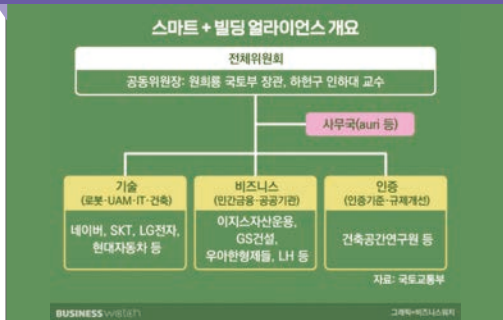 스마트 + 빌딩 얼라이언스 개요
전체위원회
공동위원장: 원희룡 국토부 장관, 하헌구 인하대 교수
사무국(auri 등)
기술
(로봇·UAM·IT·건축)
네이버, SKT, LG전자,
현대자동차 등
비즈니스
(민간금융·공공기관)
이지스자산운용,
GS건설,
우아한형제들, LH 등
인증
(인증기준·규제개선)
건축공간연구원 등
자료: 국토교통부
BUSINESS watch
그래픽=비즈니스워치